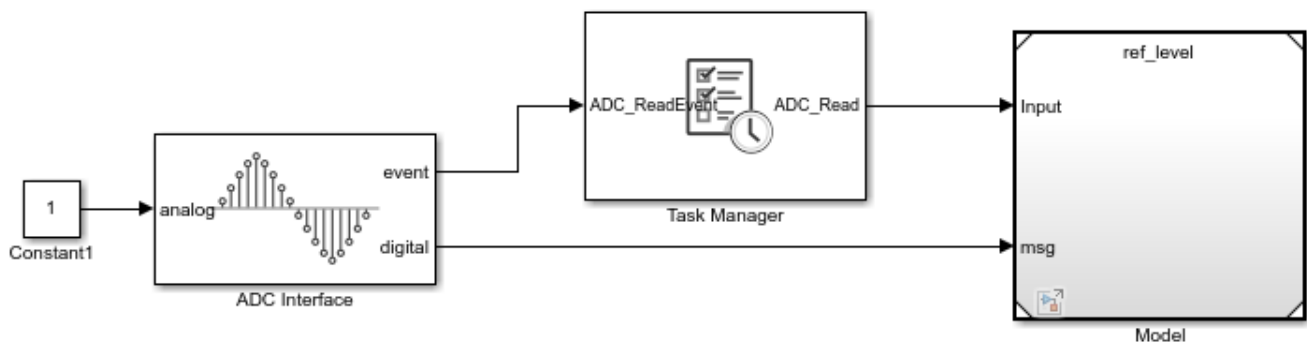 ref_level
ADC_ReadEvent
ADC_Read
Input
event
Task Manager
1
analog
digital
msg
Constant1
ADC Interface
Model